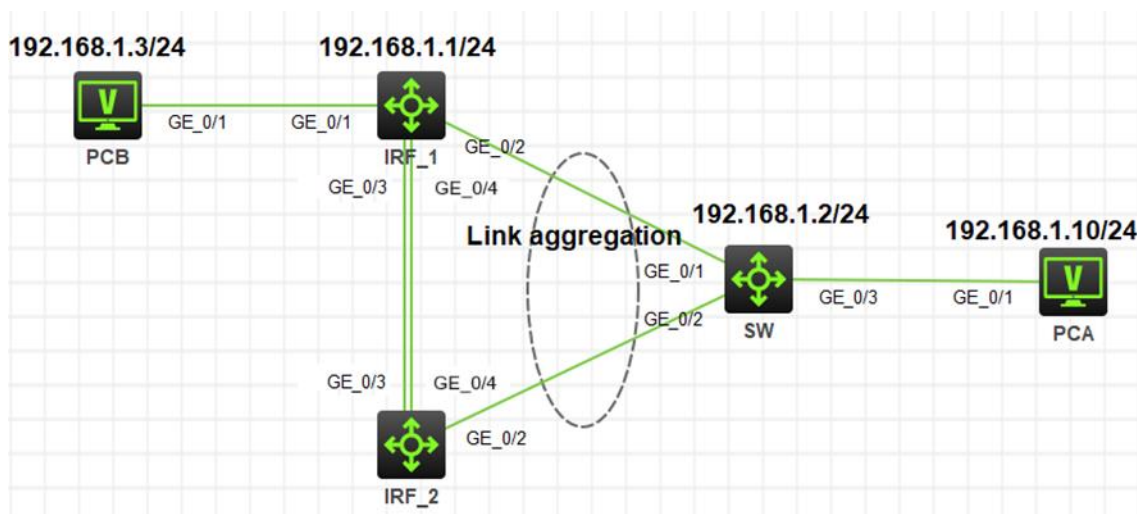 192.168.1.3/24
192.168.1.1/24
V
GE_0/1
GE_0/1
PCB
IRF_1
GE_0/2
GE_0/3
GE_0/4
192.168.1.2/24
192.168.1.10/24
Link aggregation
GE_0/1
V
GE_0/3
GE_0/1
GE_0/2
SW
PCA
GE_0/3
GE_0/4
GE_0/2
IRF_2